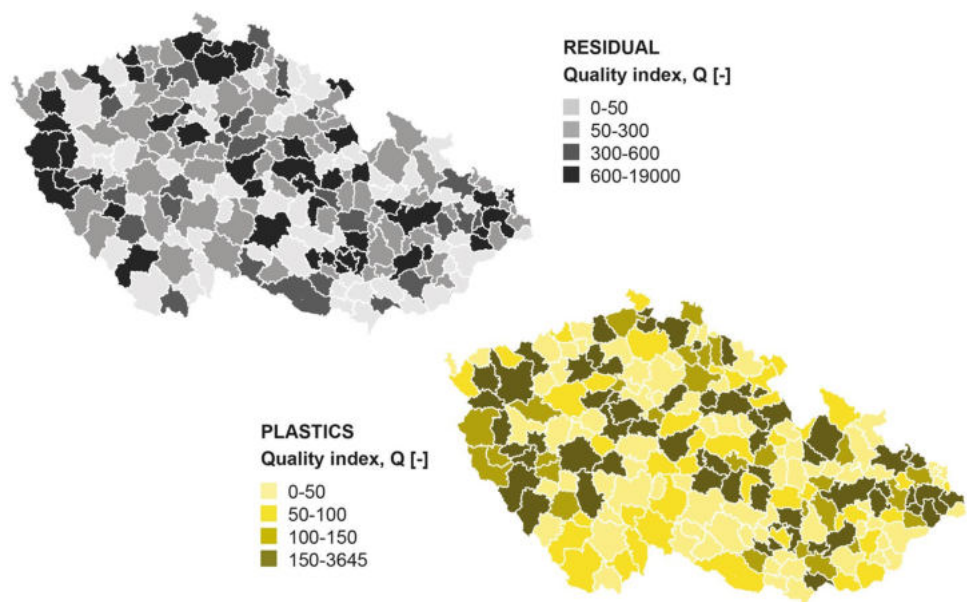 RESIDUAL
Quality index, Q [-]
0-50
50-300
300-600
600-19000
PLASTICS
Quality index, Q [-]
0-50
50-100
100-150
150-3645